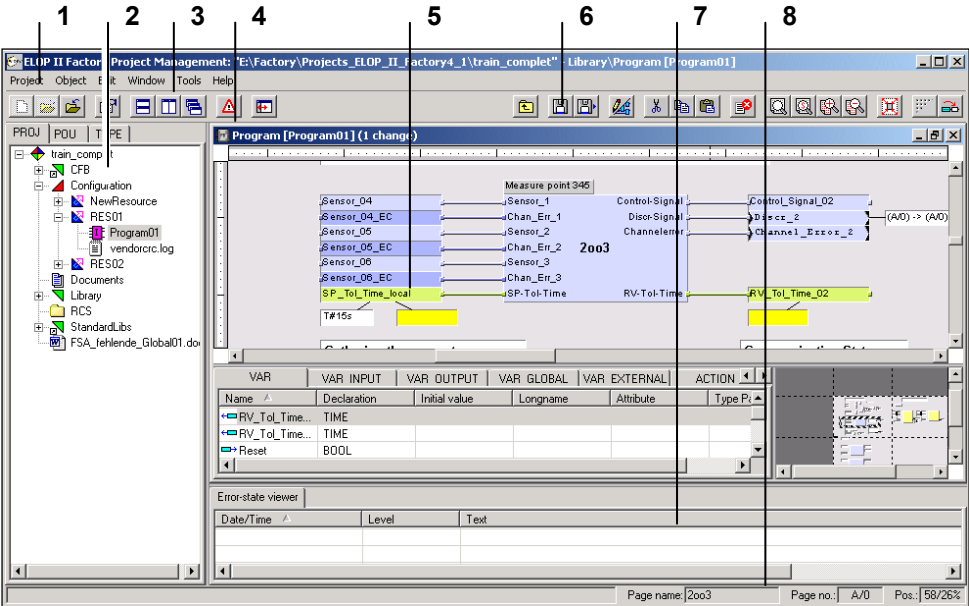 1 2 3 4 5 6 7 8
ELOP II Factory Project Management: "E:\Factory\Projects_ELOP_II_Factory4_1\train_complet" - Library\Program [Program01]
Project Object Edit Window Tools Help
PROJ POU TYPE
train_complet
CFB
Configuration
NewResource
RES01
Program01
vendorcrc.log
RES02
Documents
Library
RCS
StandardLibs
FSA_fehlende_Global01.do
Program [Program01] (1 change)
Measure point 345
Sensor_04 Sensor_1 Control-Signal Control_Signal_02
Sensor_04_EC Chan_Err_1 Discr-Signal Discr_2 (A/0) -> (A/0)
Sensor_05 Sensor_2 Channelerror Channel_Error_2
Sensor_05_EC Chan_Err_2 2oo3
Sensor_06 Sensor_3
Sensor_06_EC Chan_Err_3
SP_Tol_Time_local SP-Tol-Time RV-Tol-Time RV_Tol_Time_02
T#15s
VAR VAR INPUT VAR OUTPUT VAR GLOBAL VAR EXTERNAL ACTION
Name Declaration Initial value Longname Attribute Type Pa
RV_Tol_Time... TIME
RV_Tol_Time... TIME
Reset BOOL
Error-state viewer
Date/Time Level Text
Page name: 2oo3 Page no.: A/0 Pos.: 58/26%